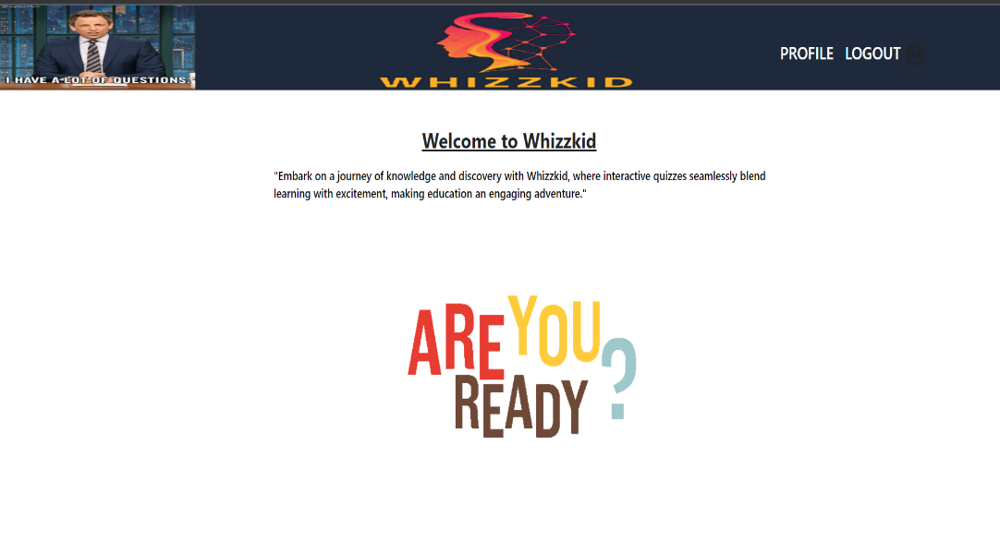 I HAVE A LOT OF QUESTIONS.
WHIZZKID
PROFILE LOGOUT
Welcome to Whizzkid
"Embark on a journey of knowledge and discovery with Whizzkid, where interactive quizzes seamlessly blend
learning with excitement, making education an engaging adventure."
ARE YOU
READY ?